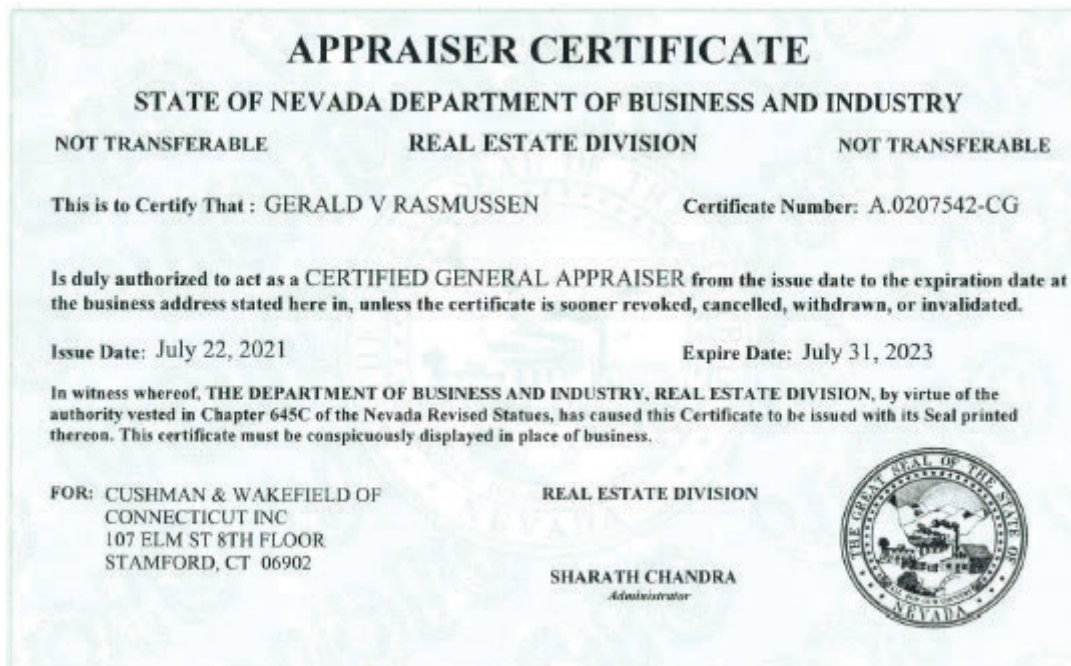 APPRAISER CERTIFICATE
STATE OF NEVADA DEPARTMENT OF BUSINESS AND INDUSTRY
NOT TRANSFERABLE REAL ESTATE DIVISION NOT TRANSFERABLE
This is to Certify That : GERALD V RASMUSSEN Certificate Number: A.0207542-CG
Is duly authorized to act as a CERTIFIED GENERAL APPRAISER from the issue date to the expiration date at
the business address stated here in, unless the certificate is sooner revoked, cancelled, withdrawn, or invalidated.
Issue Date: July 22, 2021 Expire Date: July 31, 2023
In witness whereof, THE DEPARTMENT OF BUSINESS AND INDUSTRY, REAL ESTATE DIVISION, by virtue of the
authority vested in Chapter 645C of the Nevada Revised Statues, has caused this Certificate to be issued with its Seal printed
thereon. This certificate must be conspicuously displayed in place of business.
FOR: CUSHMAN & WAKEFIELD OF
CONNECTICUT INC
107 ELM ST 8TH FLOOR
STAMFORD, CT 06902
REAL ESTATE DIVISION
SHARATH CHANDRA
Administrator
THE GREAT SEAL OF THE STATE OF
NEVADA